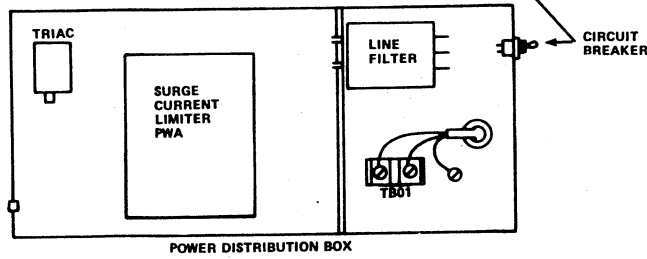 TRIAC
SURGE
CURRENT
LIMITER
PWA
LINE
FILTER
CIRCUIT
BREAKER
TB01
POWER DISTRIBUTION BOX